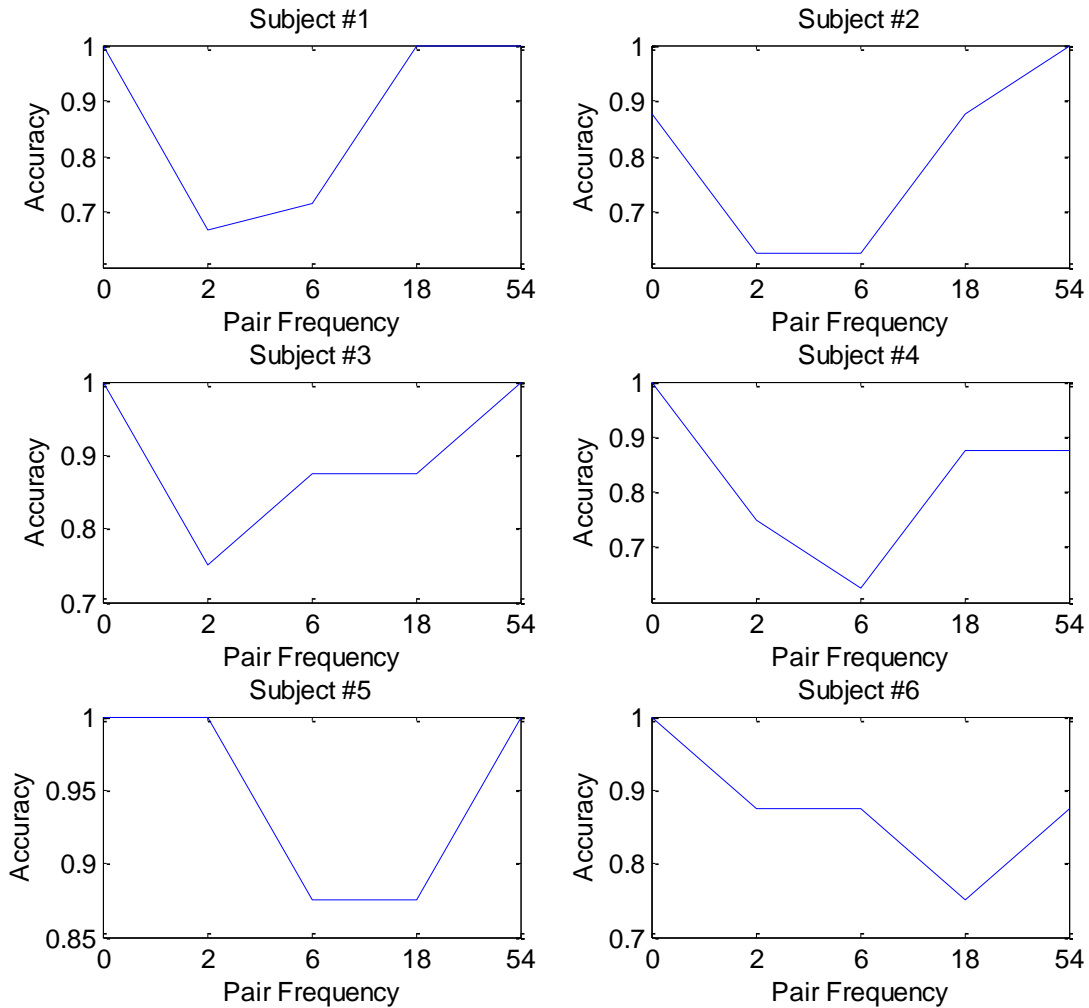 Subject #1
1
0.9
0.8
0.7
Accuracy
0 2 6 18 54
Pair Frequency
Subject #2
1
0.9
0.8
0.7
Accuracy
0 2 6 18 54
Pair Frequency
Subject #3
1
0.9
0.8
0.7
Accuracy
0 2 6 18 54
Pair Frequency
Subject #4
1
0.9
0.8
0.7
Accuracy
0 2 6 18 54
Pair Frequency
Subject #5
1
0.95
0.9
0.85
Accuracy
0 2 6 18 54
Pair Frequency
Subject #6
1
0.9
0.8
0.7
Accuracy
0 2 6 18 54
Pair Frequency